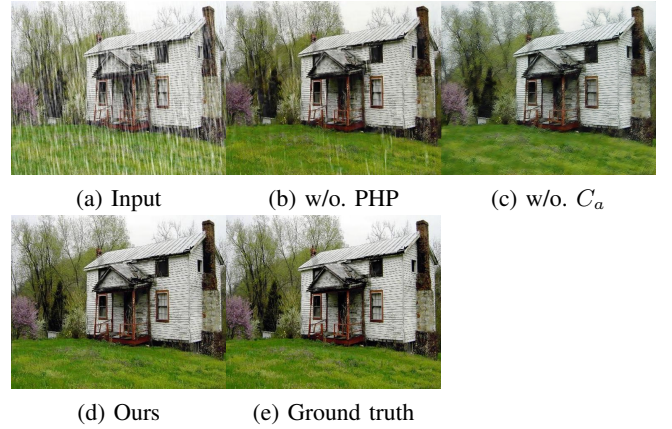 (a) Input
(b) w/o. PHP
(c) w/o. C_a
(d) Ours
(e) Ground truth